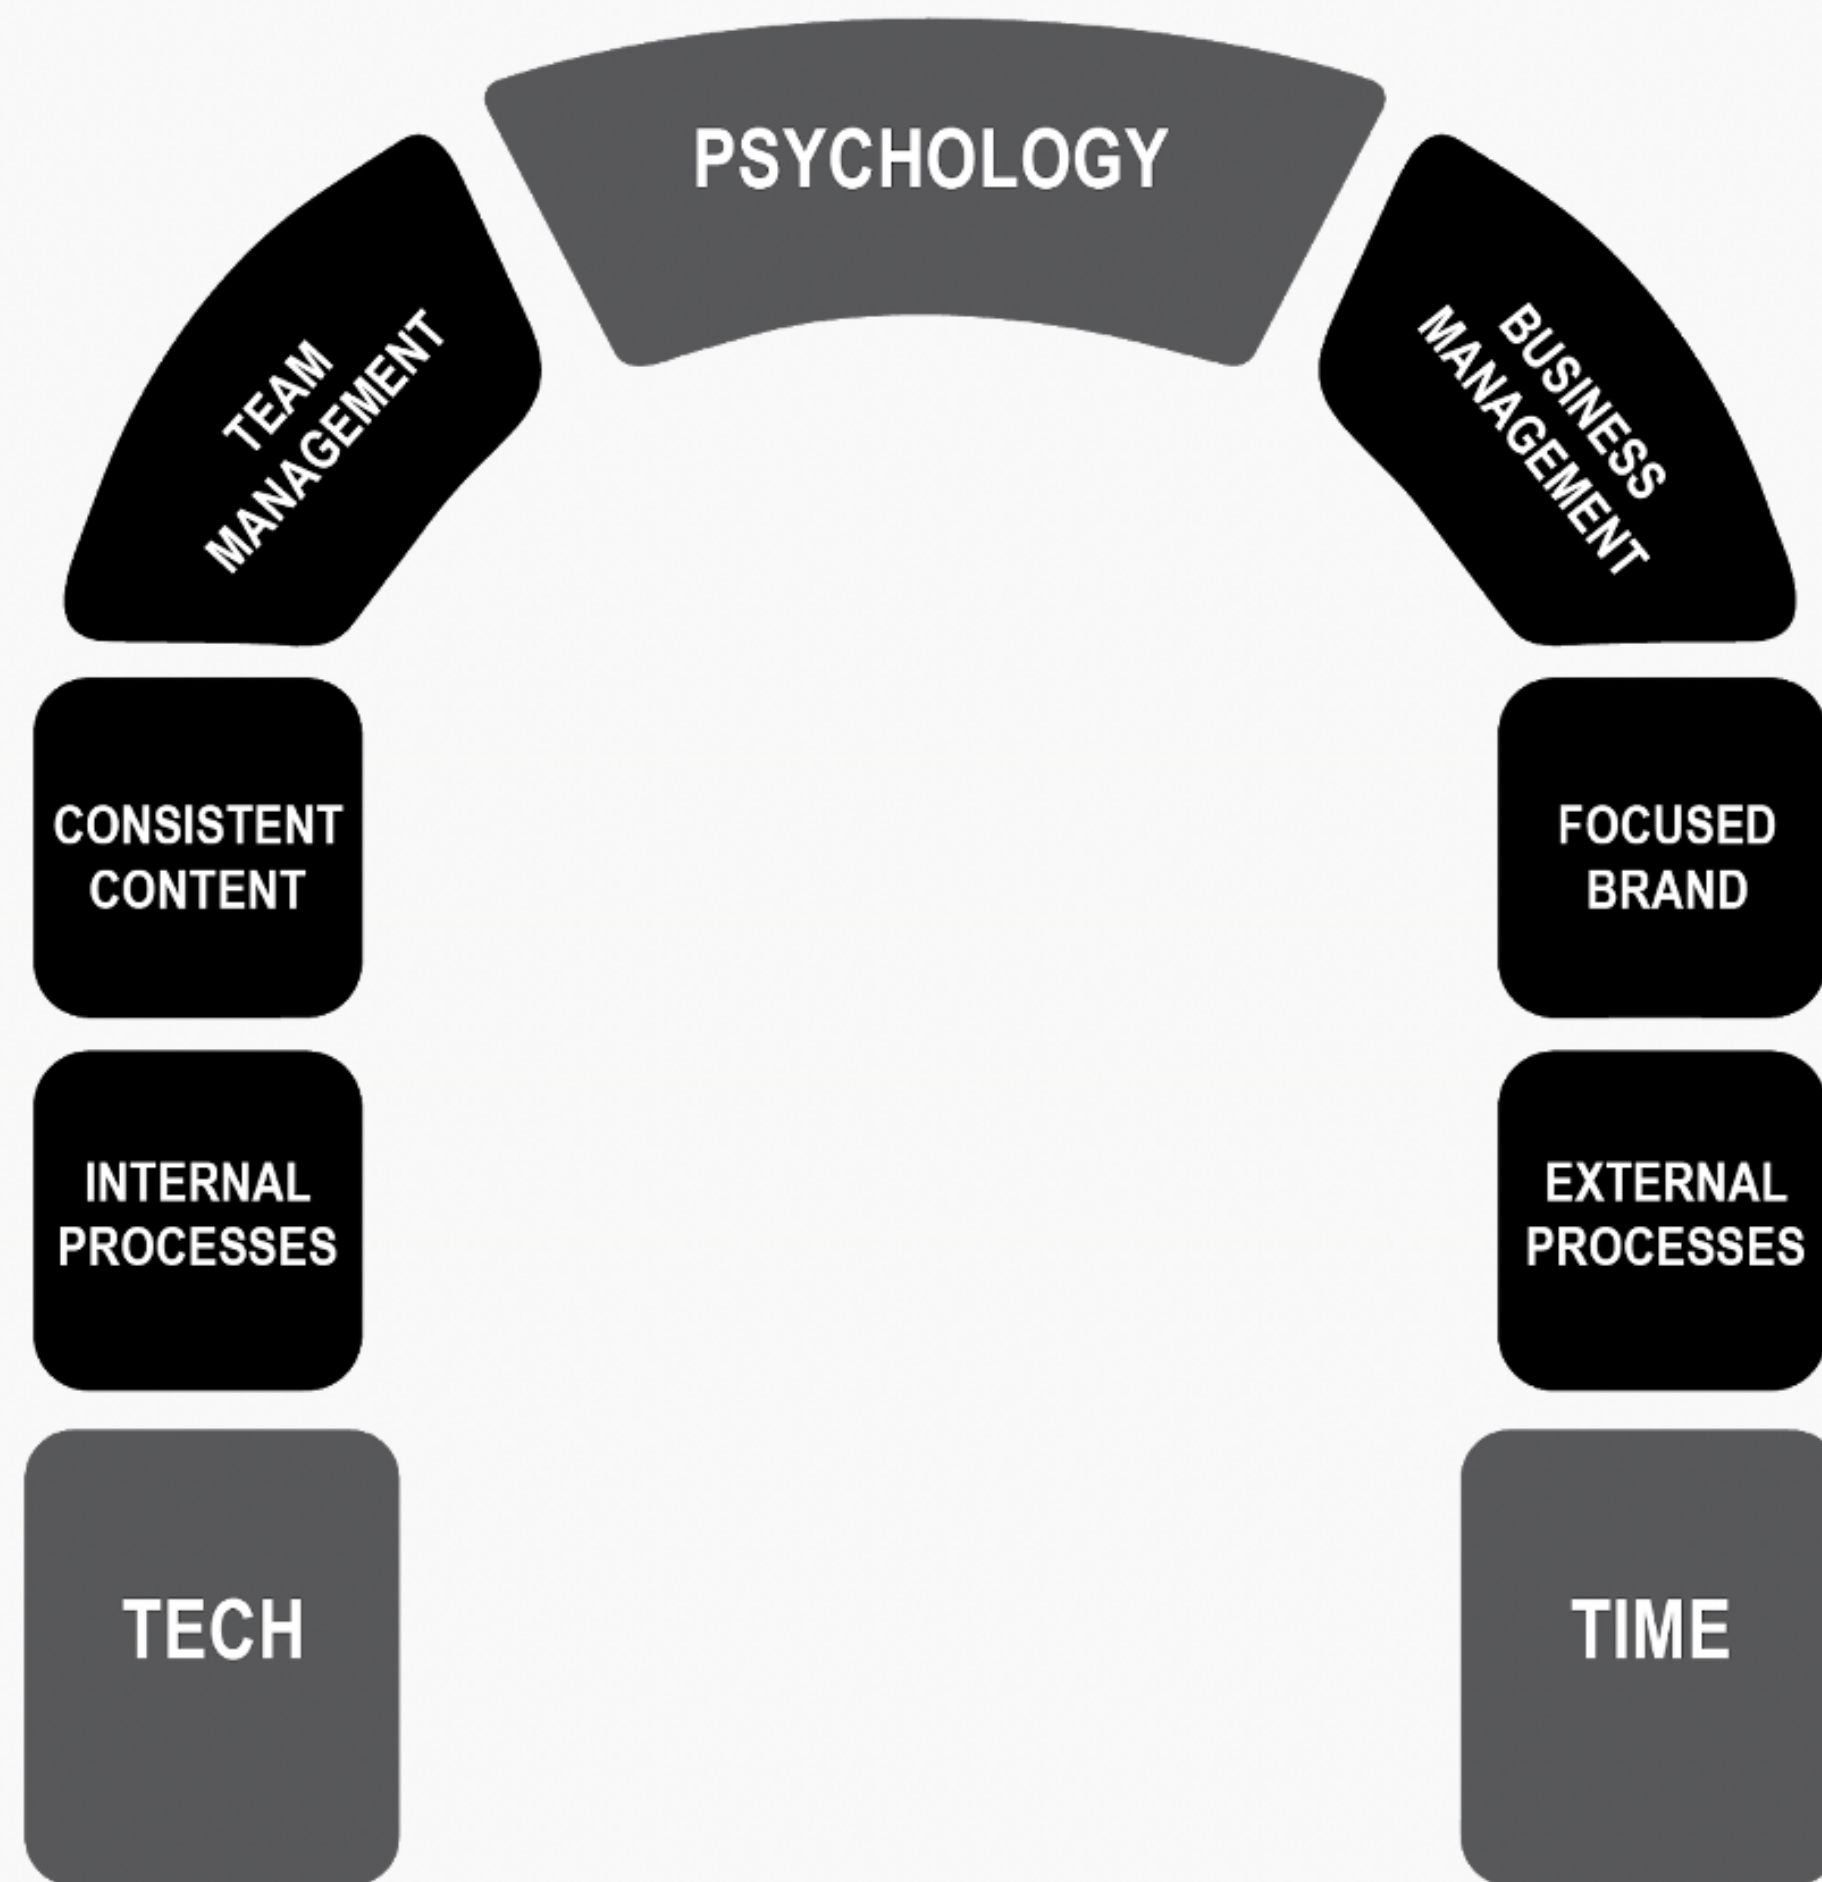 PSYCHOLOGY
TEAM
MANAGEMENT
BUSINESS
MANAGEMENT
CONSISTENT
CONTENT
FOCUSED
BRAND
INTERNAL
PROCESSES
EXTERNAL
PROCESSES
TECH
TIME